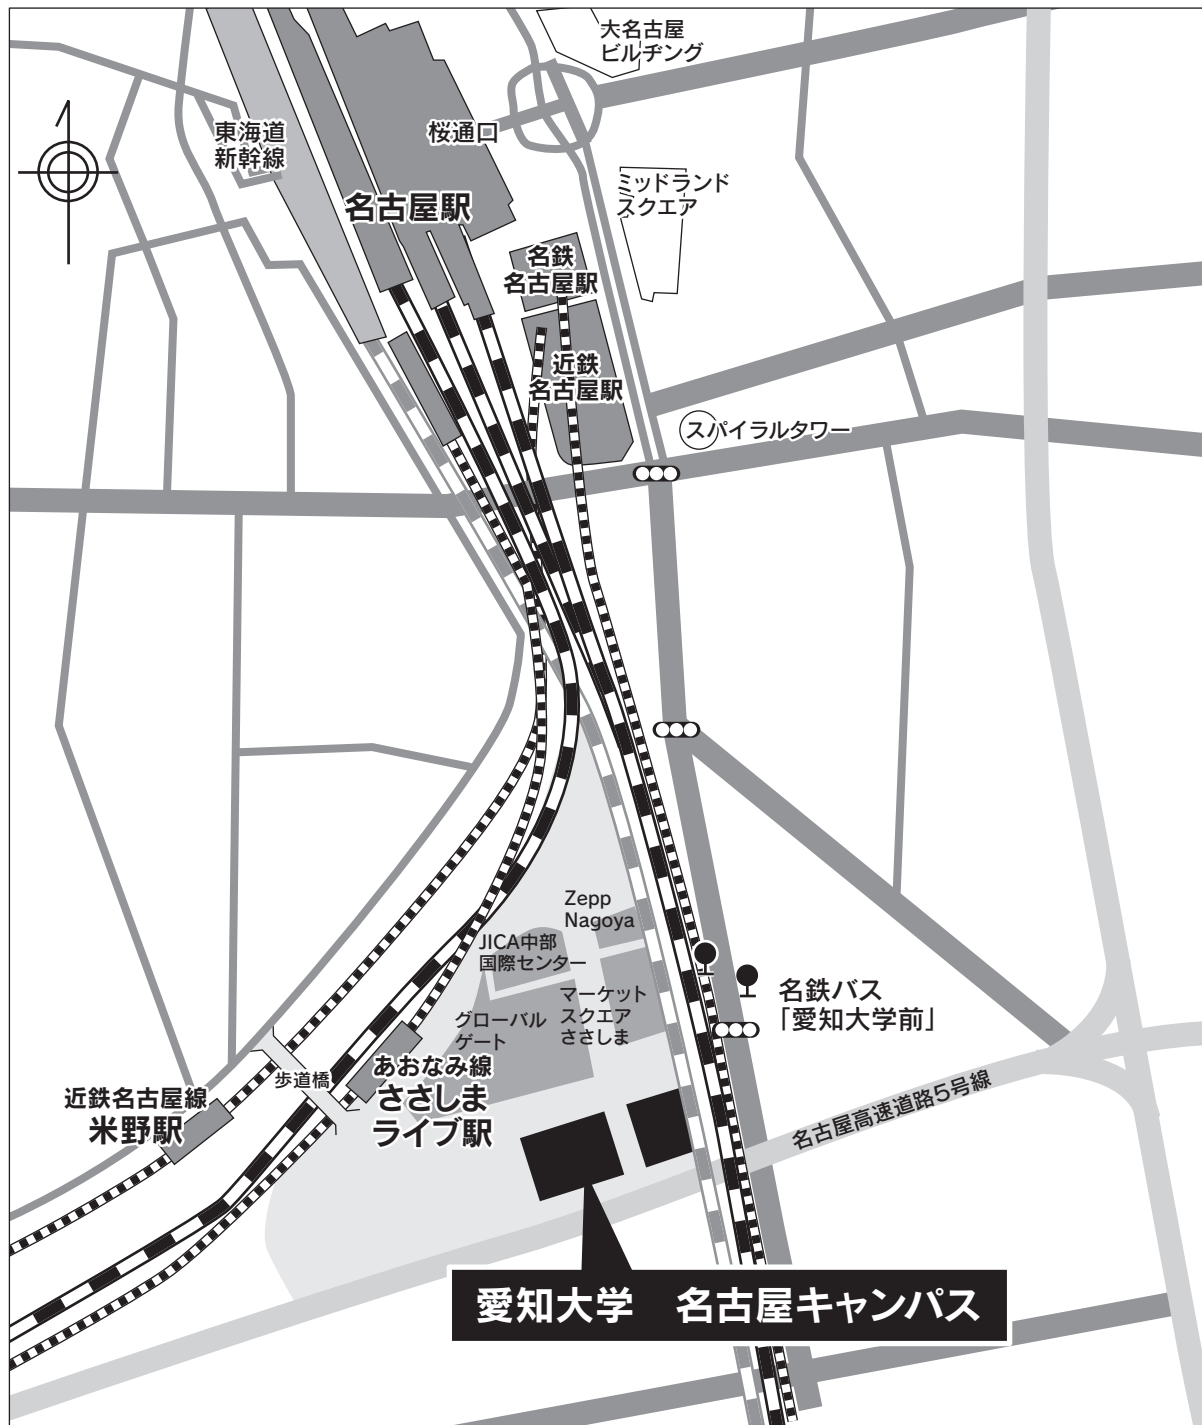 大名古屋
ビルヂング
東海道
新幹線
桜通口
名古屋駅
ミッドランド
スクエア
名鉄
名古屋駅
近鉄
名古屋駅
スパイラルタワー
Zepp
Nagoya
JICA中部
国際センター
マーケット
スクエア
ささしま
グローバル
ゲート
名鉄バス
「愛知大学前」
あおなみ線
ささしま
ライブ駅
歩道橋
近鉄名古屋線
米野駅
名古屋高速道路5号線
愛知大学 名古屋キャンパス